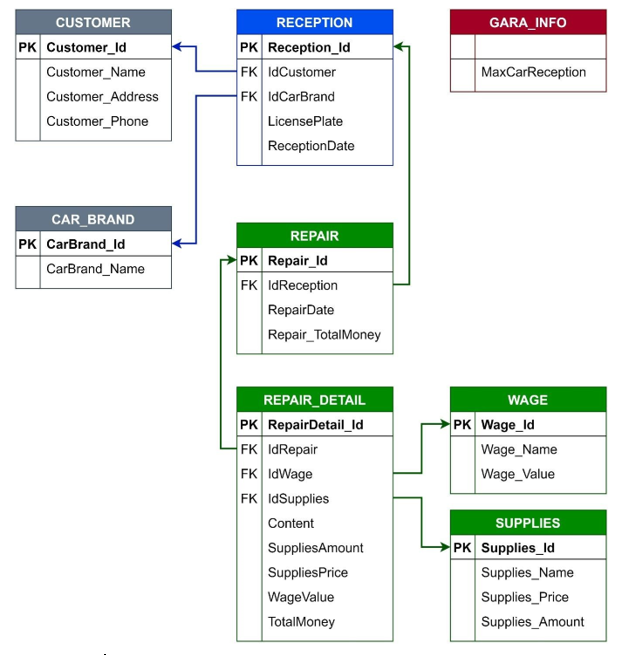 CUSTOMER
PK Customer_Id
Customer_Name
Customer_Address
Customer_Phone
RECEPTION
PK Reception_Id
FK IdCustomer
FK IdCarBrand
LicensePlate
ReceptionDate
GARA_INFO
MaxCarReception
CAR_BRAND
PK CarBrand_Id
CarBrand_Name
REPAIR
PK Repair_Id
FK IdReception
RepairDate
Repair_TotalMoney
REPAIR_DETAIL
PK RepairDetail_Id
FK IdRepair
FK IdWage
FK IdSupplies
Content
SuppliesAmount
SuppliesPrice
WageValue
TotalMoney
WAGE
PK Wage_Id
Wage_Name
Wage_Value
SUPPLIES
PK Supplies_Id
Supplies_Name
Supplies_Price
Supplies_Amount